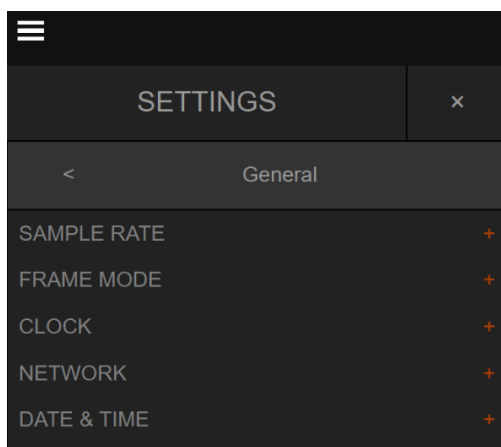 SETTINGS ×
< General
SAMPLE RATE +
FRAME MODE +
CLOCK +
NETWORK +
DATE & TIME +